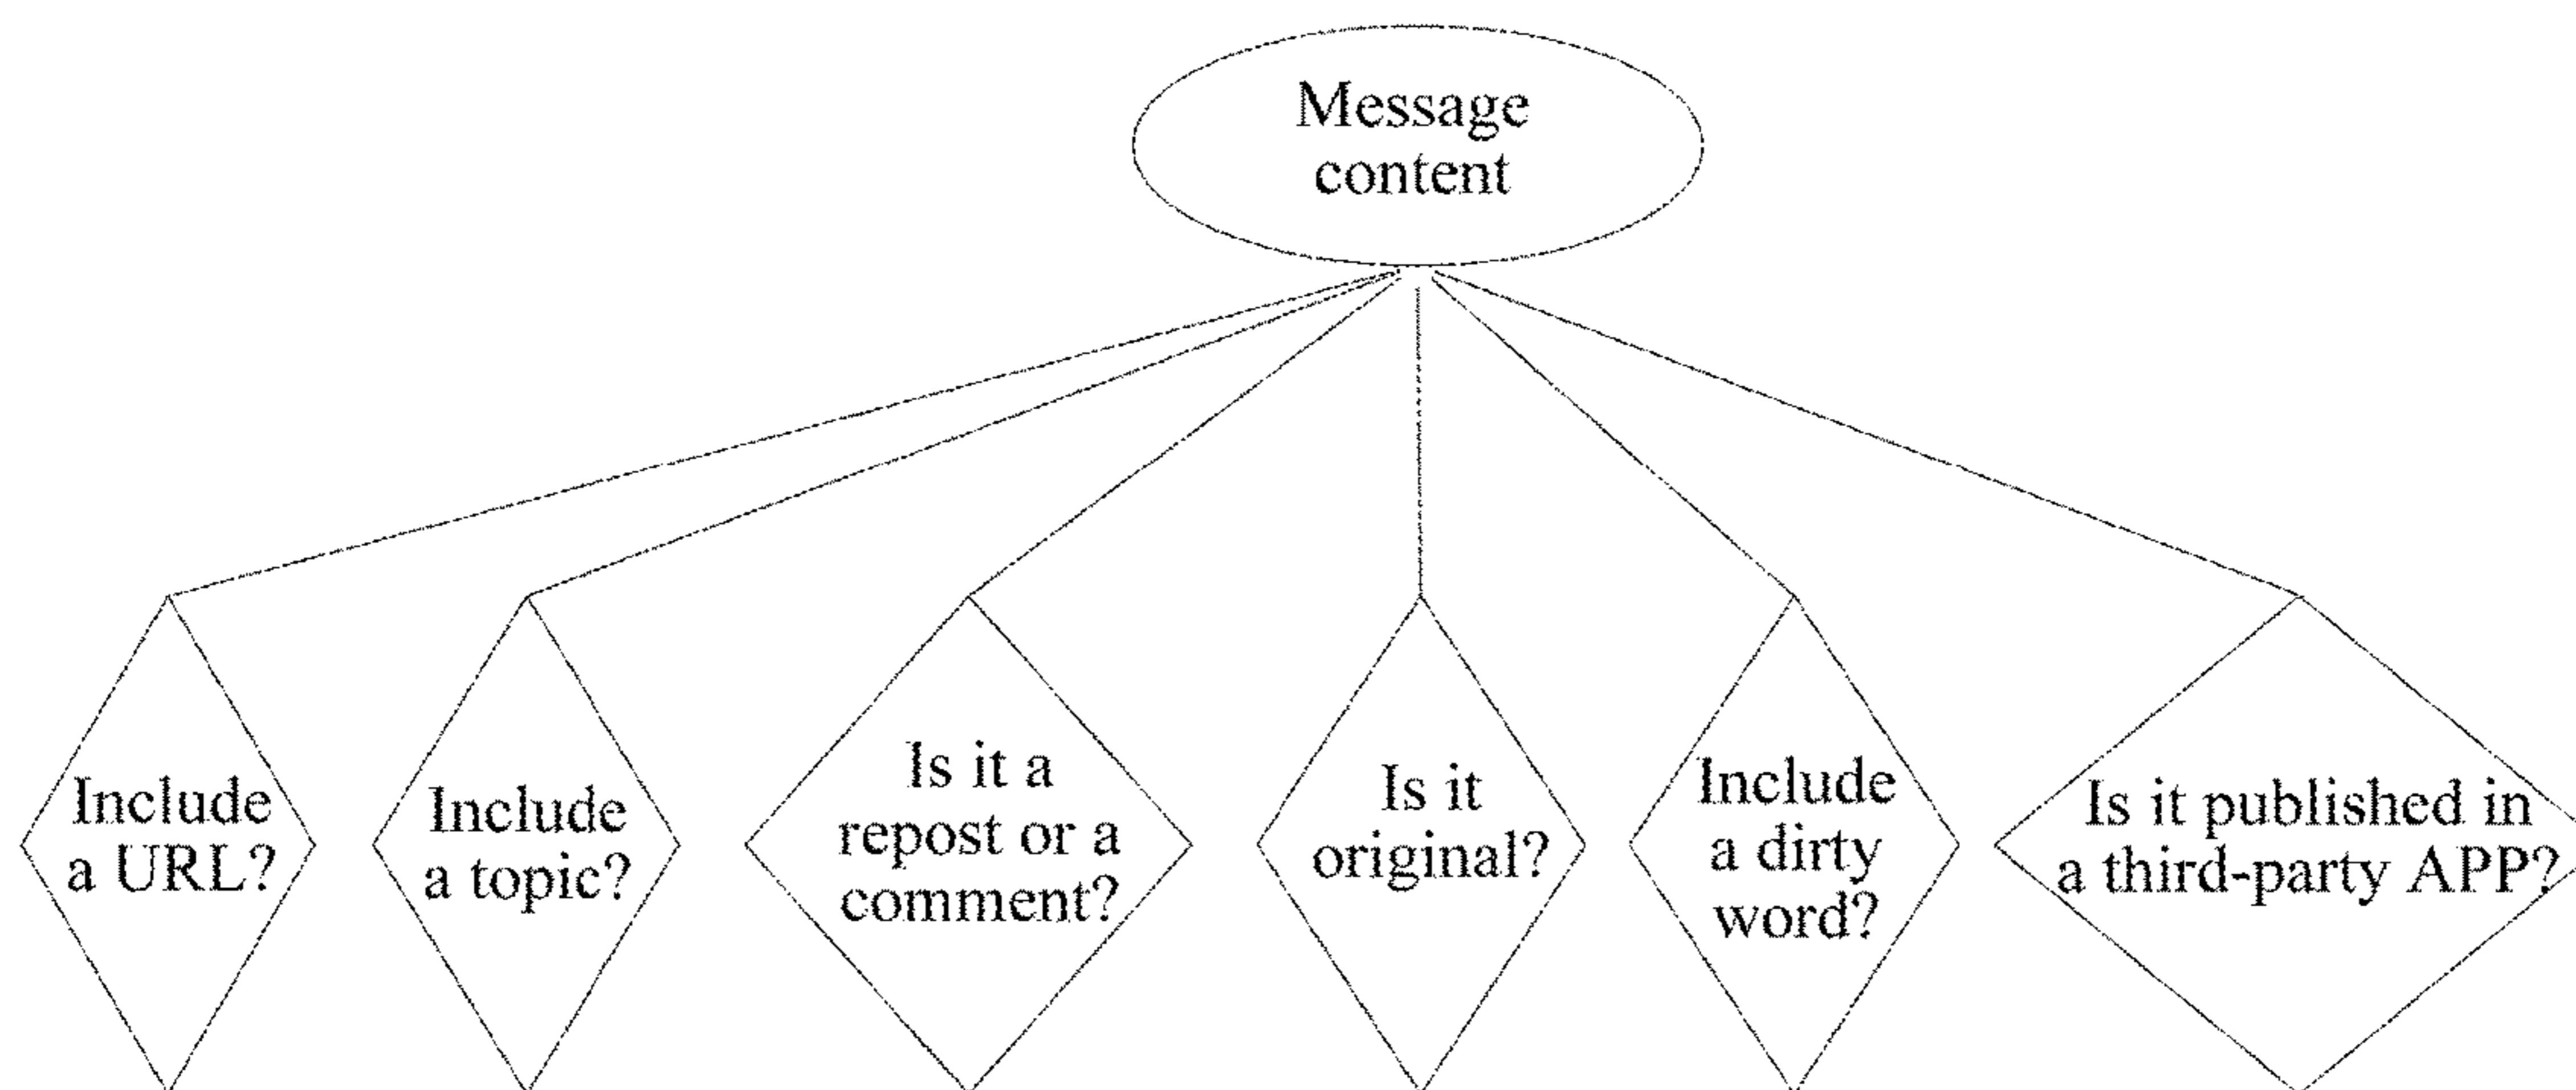 Message
content
Include
a URL?
Include
a topic?
Is it a
repost or a
comment?
Is it
original?
Include
a dirty
word?
Is it published in
a third-party APP?